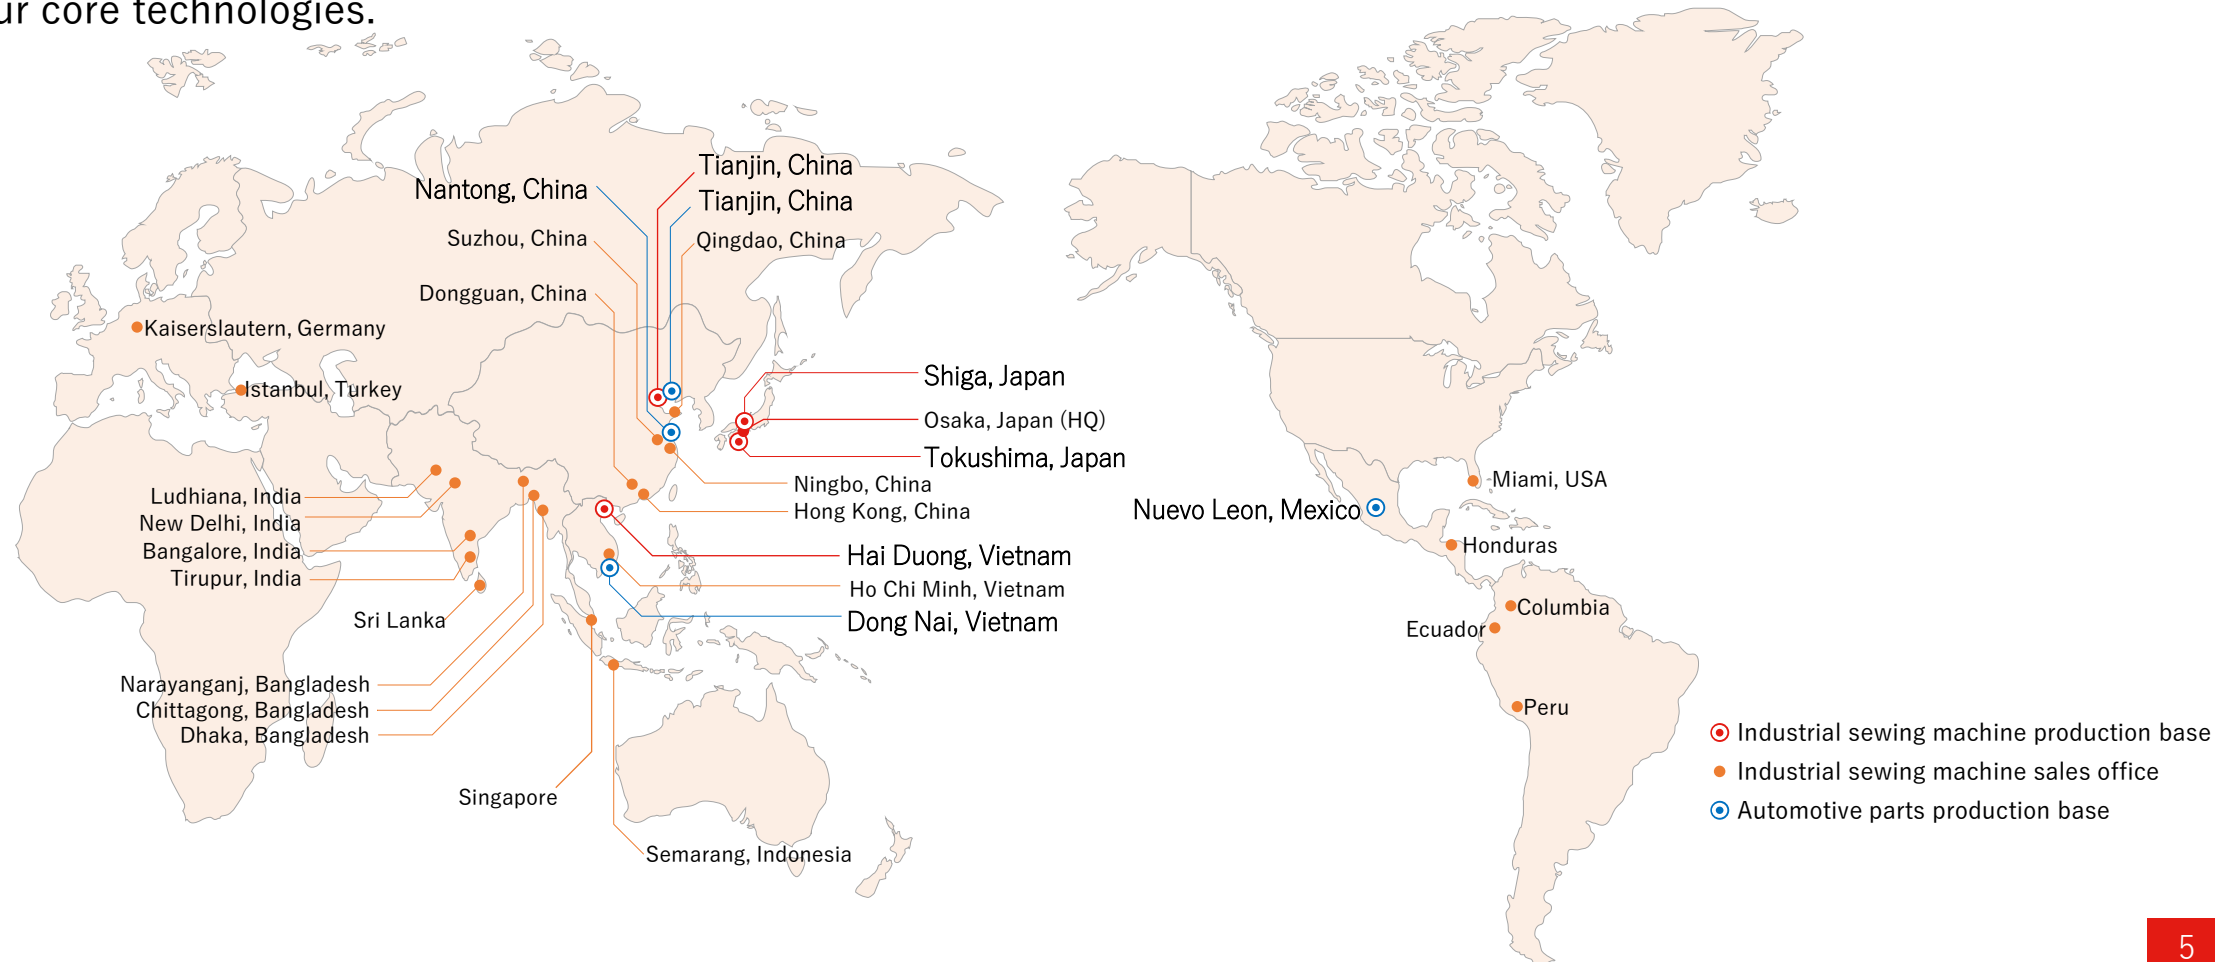 ur core technologies.
Tianjin, China
Nantong, China
Tianjin, China
Suzhou, China
Qingdao, China
Dongguan, China
Kaiserslautern, Germany
Istanbul, Turkey
Shiga, Japan
Osaka, Japan (HQ)
Tokushima, Japan
Ningbo, China
Hong Kong, China
Ludhiana, India
New Delhi, India
Bangalore, India
Tirupur, India
Sri Lanka
Hai Duong, Vietnam
Ho Chi Minh, Vietnam
Dong Nai, Vietnam
Narayanganj, Bangladesh
Chittagong, Bangladesh
Dhaka, Bangladesh
Singapore
Semarang, Indonesia
Miami, USA
Nuevo Leon, Mexico
Honduras
Columbia
Ecuador
Peru
Industrial sewing machine production base
Industrial sewing machine sales office
Automotive parts production base
5